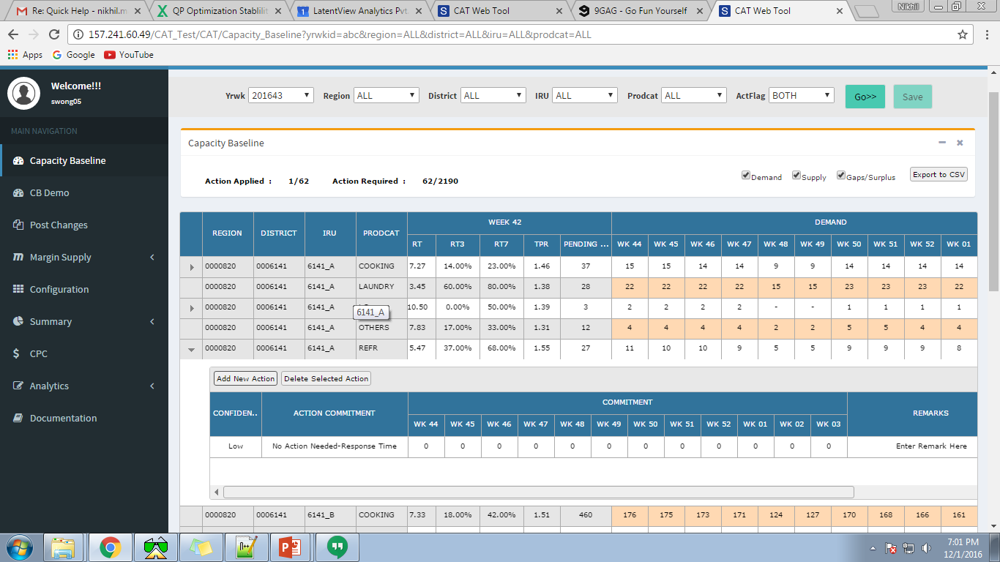 Re: Quick Help - nikhil.m
QP Optimization Stablilit
LatentView Analytics Pvt.
CAT Web Tool
9GAG - Go Fun Yourself
CAT Web Tool
Nikhil
157.241.60.49/CAT_Test/CAT/Capacity_Baseline?yrwkid=abc&region=ALL&district=ALL&iru=ALL&prodcat=ALL
Apps Google YouTube
Welcome!!!
swong05
MAIN NAVIGATION
Capacity Baseline
CB Demo
Post Changes
Margin Supply
Configuration
Summary
CPC
Analytics
Documentation
Yrwk 201643 Region ALL District ALL IRU ALL Prodcat ALL ActFlag BOTH Go>> Save
Capacity Baseline
Action Applied : 1/62 Action Required : 62/2190
Demand Supply Gaps/Surplus Export to CSV
WEEK 42 DEMAND
REGION DISTRICT IRU PRODCAT
RT RT3 RT7 TPR PENDING ... WK 44 WK 45 WK 46 WK 47 WK 48 WK 49 WK 50 WK 51 WK 52 WK 01
0000820 0006141 6141_A COOKING 7.27 14.00% 23.00% 1.46 37 15 15 14 14 9 9 14 14 14 14
0000820 0006141 6141_A LAUNDRY 3.45 60.00% 80.00% 1.38 28 22 22 22 22 15 15 23 23 23 22
0000820 0006141 6141_A 10.50 0.00% 50.00% 1.39 3 2 2 2 2 - - 1 1 1 1
6141_A
0000820 0006141 6141_A OTHERS 7.83 17.00% 33.00% 1.31 12 4 4 4 4 2 2 5 5 4 4
0000820 0006141 6141_A REFR 5.47 37.00% 68.00% 1.55 27 11 10 10 9 5 5 9 9 9 8
Add New Action Delete Selected Action
COMMITMENT
CONFIDEN.. ACTION COMMITMENT REMARKS
WK 44 WK 45 WK 46 WK 47 WK 48 WK 49 WK 50 WK 51 WK 52 WK 01 WK 02 WK 03
Low No Action Needed-Response Time 0 0 0 0 0 0 0 0 0 0 0 0 Enter Remark Here
0000820 0006141 6141_B COOKING 7.33 18.00% 42.00% 1.51 460 176 175 173 171 124 127 170 168 166 161
7:01 PM
12/1/2016